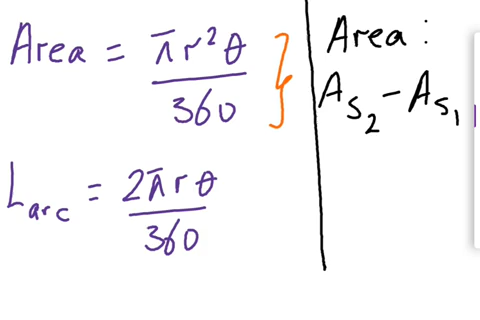 Area = πr²θ/360
L_arc = 2πrθ/360
Area:
A_S₂ - A_S₁